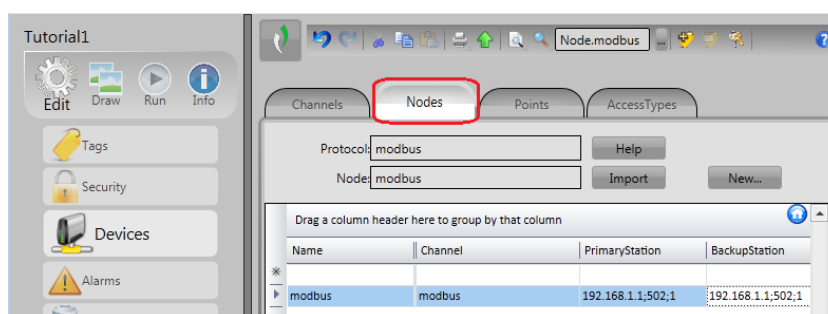 Tutorial1
Edit Draw Run Info
Tags
Security
Devices
Alarms
Node.modbus ... ?
Channels Nodes Points AccessTypes
Protocol: modbus Help
Node: modbus Import New...
Drag a column header here to group by that column
Name Channel PrimaryStation BackupStation
modbus modbus 192.168.1.1;502;1 192.168.1.1;502;1